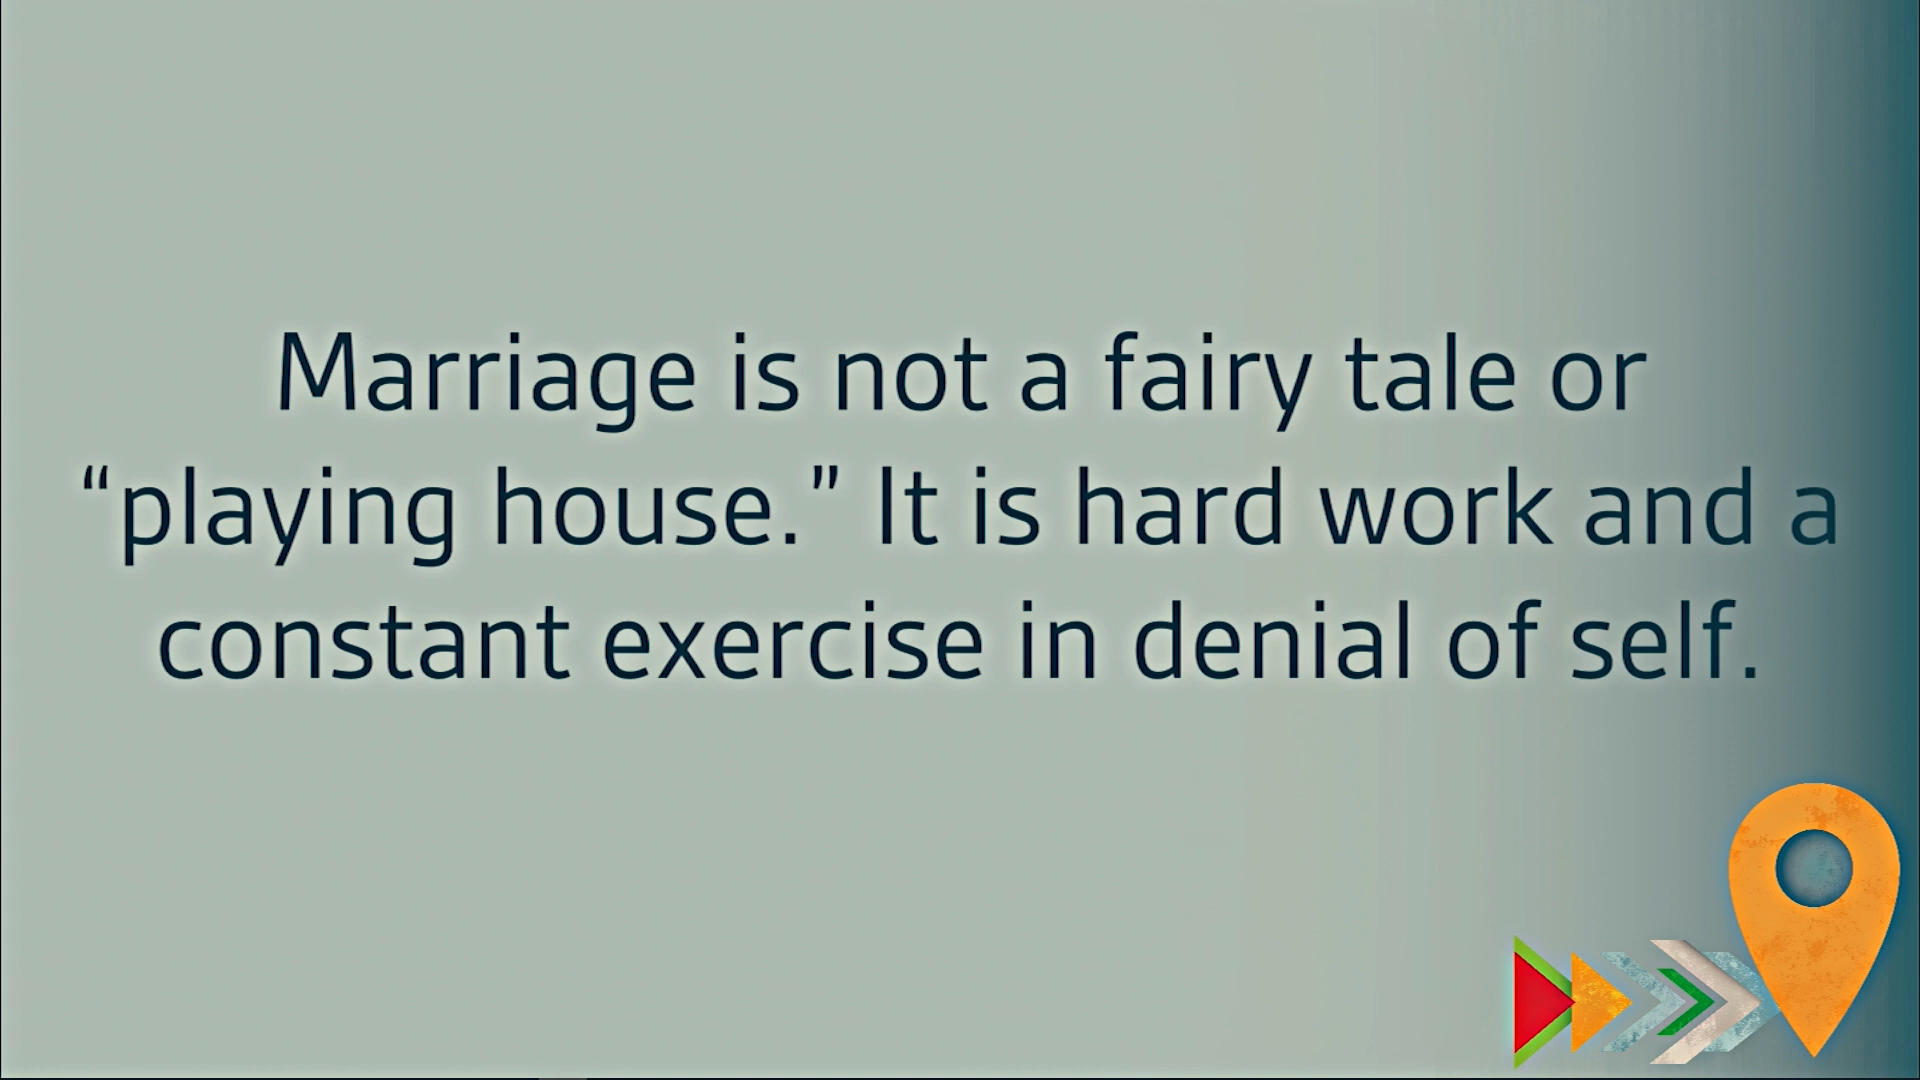 Marriage is not a fairy tale or
“playing house.” It is hard work and a
constant exercise in denial of self.